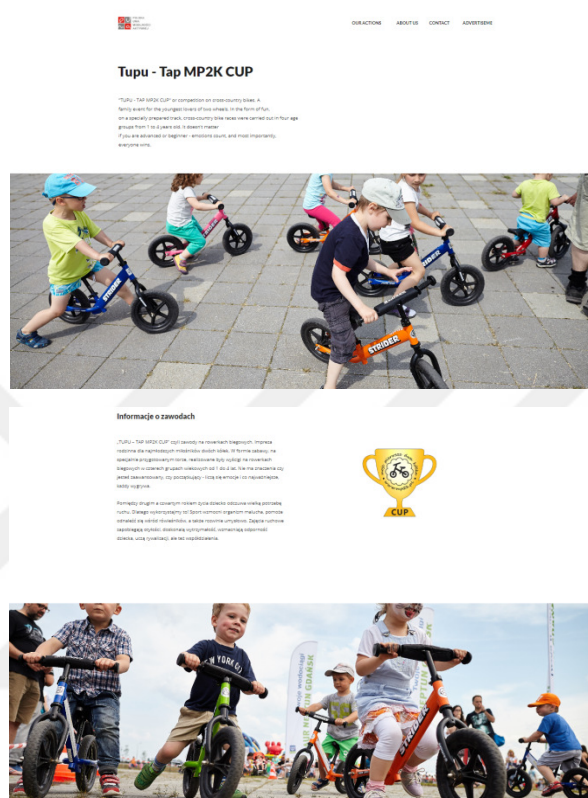 OUR ACTIONS ABOUT US CONTACT ADVERTISEMENT
Tupu - Tap MP2K CUP
"TUPU - TAP MP2K CUP" or competition on cross-country bikes. A
family event for the youngest lovers of two wheels. In the form of fun,
on a specially prepared track, cross-country bike races were carried out in four age
groups from 1 to 4 years old. It doesn't matter
if you are advanced or beginner - emotions count, and most importantly,
everyone wins.
STRIDER
STRIDER
STRIDER
Informacje o zawodach
„TUPU – TAP MP2K CUP” czyli zawody na rowerkach biegowych. Impreza
rodzinna dla najmłodszych miłośników dwóch kółek. W formie zabawy, na
specjalnie przygotowanym torze, realizowane były wyścigi na rowerkach
biegowych w czterech grupach wiekowych od 1 do 4 lat. Nie ma znaczenia czy
jesteś zaawansowany, czy początkujący - liczą się emocje i co najważniejsze,
każdy wygrywa.
Pomiędzy drugim a czwartym rokiem życia dziecko odczuwa wielką potrzebę
ruchu. Dlatego wykorzystajmy to! Sport wzmocni organizm malucha, pomoże
odnaleźć się wśród rówieśników, a także rozwinie umysłowo. Zajęcia ruchowe
zapobiegają otyłości, doskonalą wytrzymałość, wzmacniają odporność
dziecka, uczą rywalizacji, ale też współdziałania.
CUP
NEW YORK
GDAŃSK
STRIDER